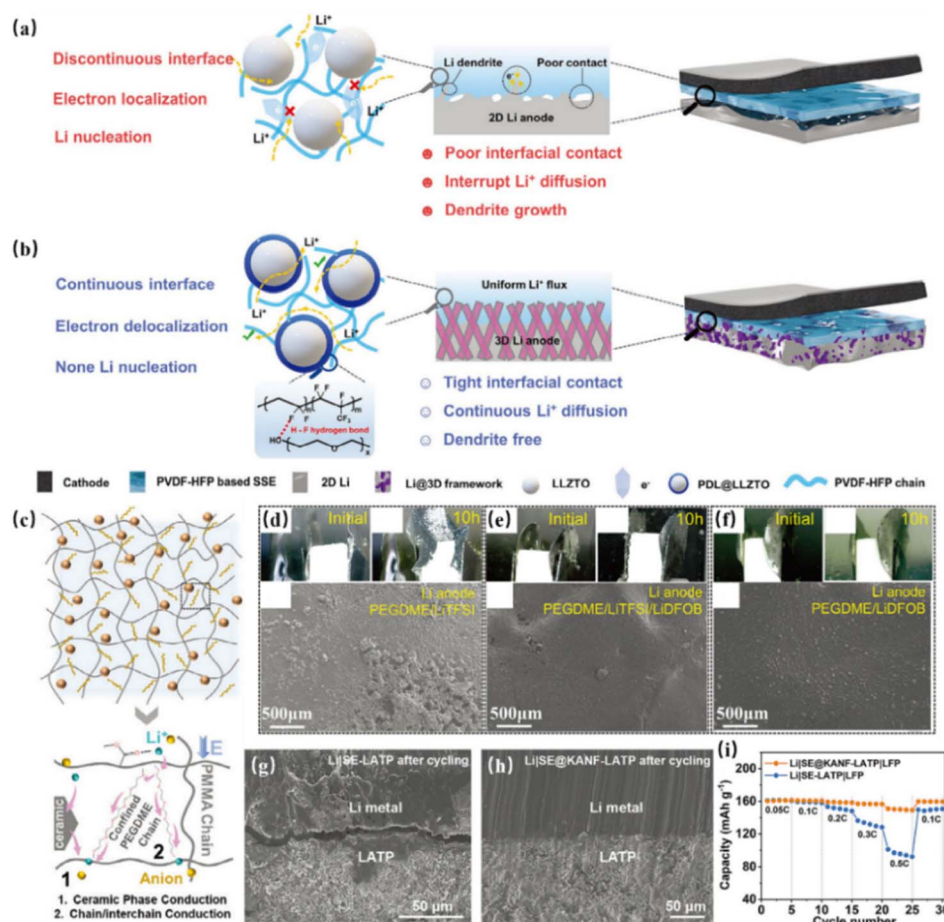 (a)
Discontinuous interface
Electron localization
Li nucleation
Li⁺
Li⁺
Li⁺
Li dendrite
e⁻
Poor contact
2D Li anode
Poor interfacial contact
Interrupt Li⁺ diffusion
Dendrite growth
(b)
Continuous interface
Electron delocalization
None Li nucleation
Li⁺
Li⁺
Li⁺
F F
F
F F
CF₃
m
m
H - F hydrogen bond
HO
O
x
Uniform Li⁺ flux
3D Li anode
Tight interfacial contact
Continuous Li⁺ diffusion
Dendrite free
Cathode
PVDF-HFP based SSE
2D Li
Li@3D framework
LLZTO
e⁻
PDL@LLZTO
PVDF-HFP chain
(c)
Li⁺
E
ceramic
Confined
PEGDME
Chain
PMMA Chain
1
2
Anion
1. Ceramic Phase Conduction
2. Chain/interchain Conduction
(d)
Initial
10h
Li anode
PEGDME/LiTFSI
500μm
(e)
Initial
10h
Li anode
PEGDME/LiTFSI/LiDFOB
500μm
(f)
Initial
10h
Li anode
PEGDME/LiDFOB
500μm
(g)
Li|SE-LATP after cycling
Li metal
LATP
50 μm
(h)
Li|SE@KANF-LATP after cycling
Li metal
LATP
50 μm
(i)
Li|SE@KANF-LATP|LFP
Li|SE-LATP|LFP
Capacity (mAh g⁻¹)
240
200
160
120
80
40
0.05C
0.1C
0.2C
0.3C
0.5C
0.1C
0 5 10 15 20 25 30
Cycle number